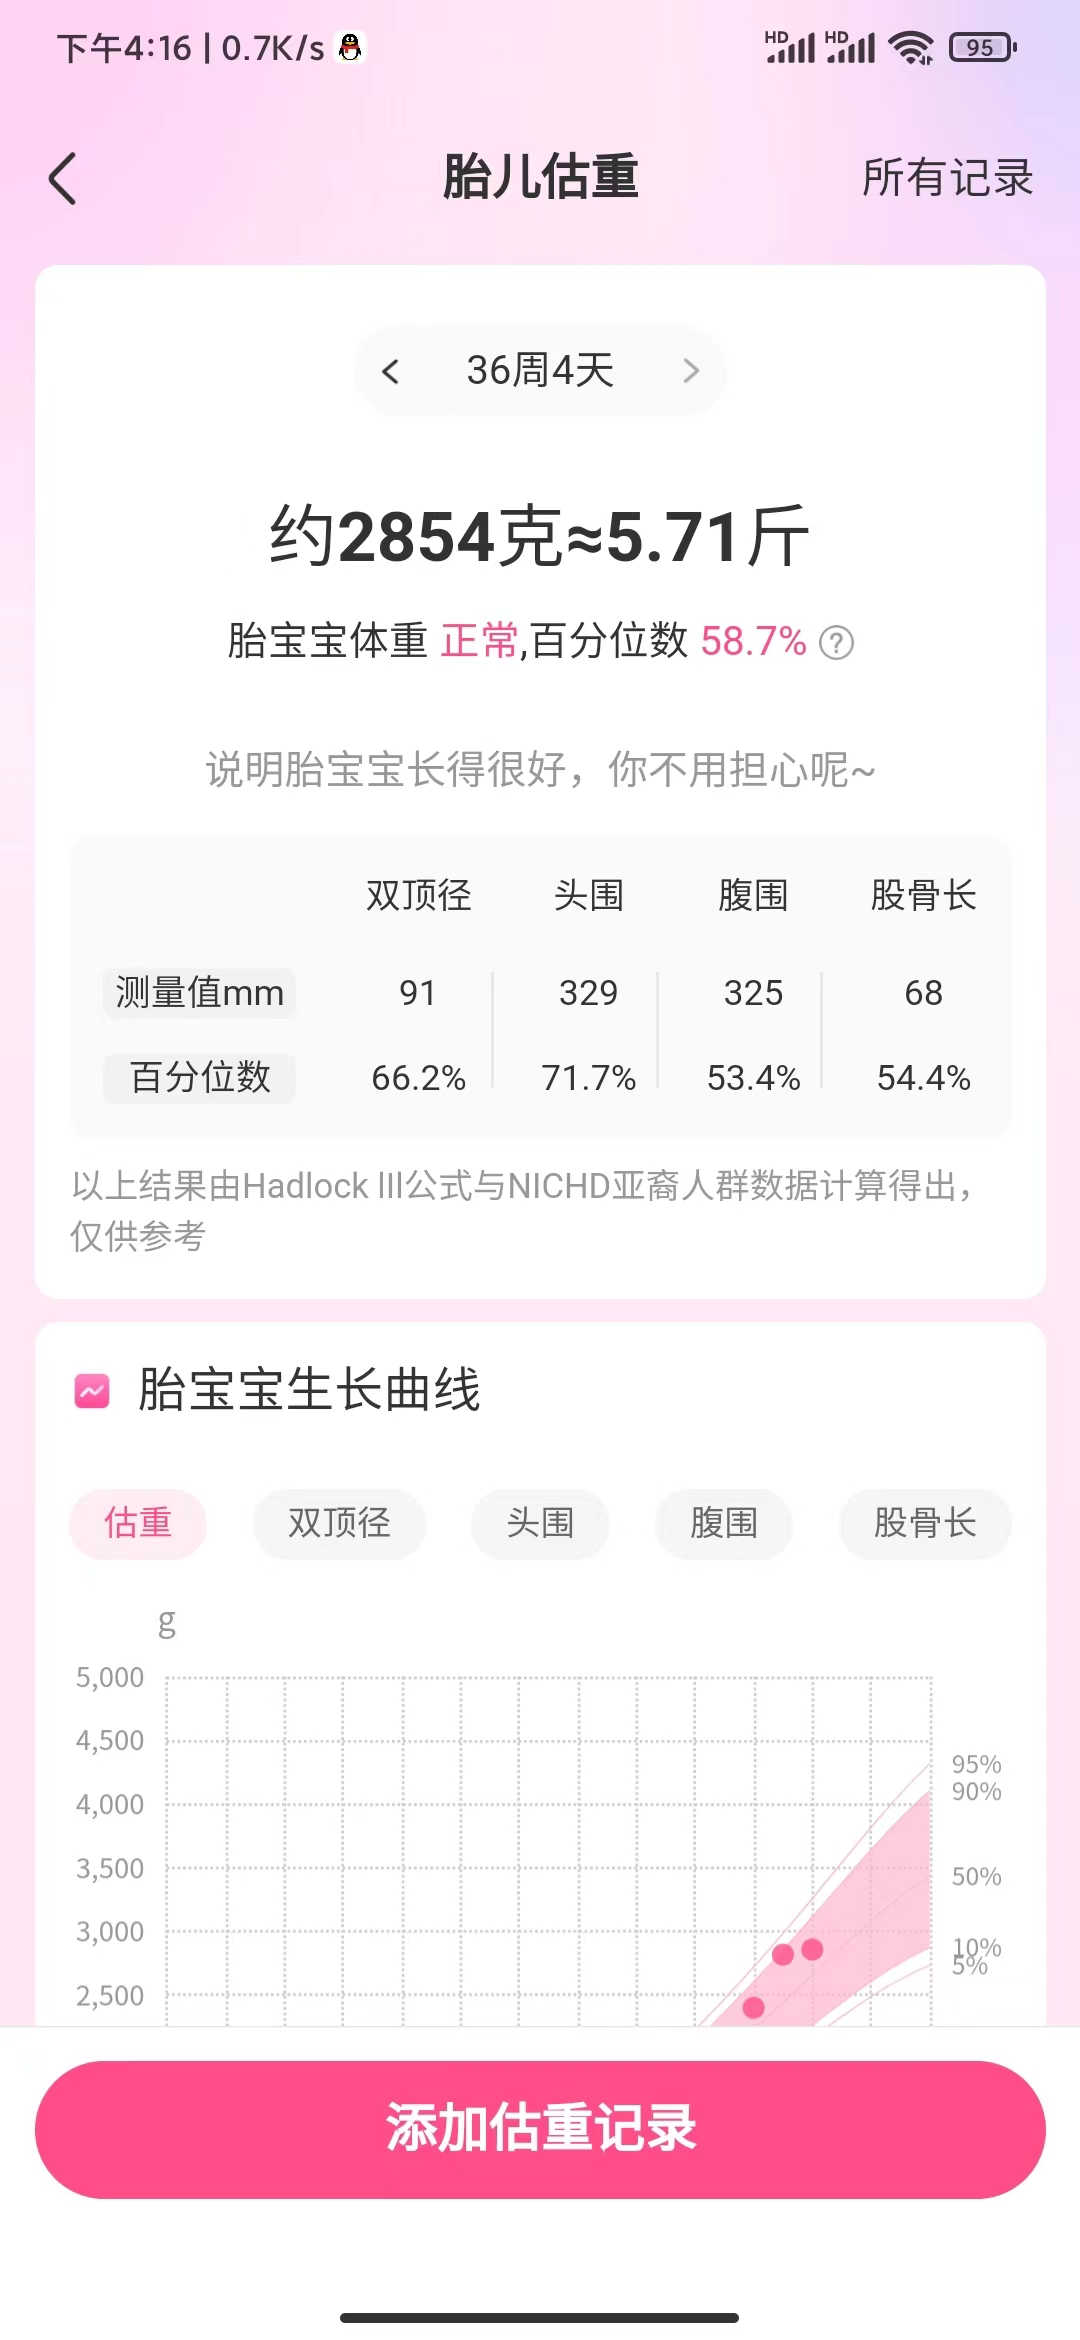 下午4:16 | 0.7K/s
HD HD 95
胎儿估重 所有记录
36周4天
约2854克≈5.71斤
胎宝宝体重 正常,百分位数 58.7% ?
说明胎宝宝长得很好，你不用担心呢~
双顶径 头围 腹围 股骨长
测量值mm 91 329 325 68
百分位数 66.2% 71.7% 53.4% 54.4%
以上结果由Hadlock lll公式与NICHD亚裔人群数据计算得出，
仅供参考
胎宝宝生长曲线
估重 双顶径 头围 腹围 股骨长
g
5,000
4,500
95%
90%
4,000
3,500
50%
3,000
10%
5%
2,500
添加估重记录